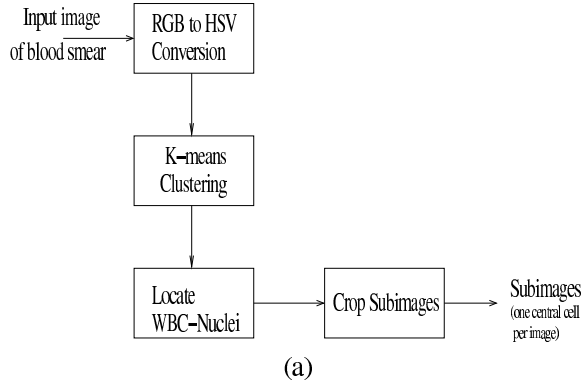 Input image
of blood smear
RGB to HSV
Conversion
K-means
Clustering
Locate
WBC-Nuclei
Crop Subimages
Subimages
(one central cell
per image)
(a)